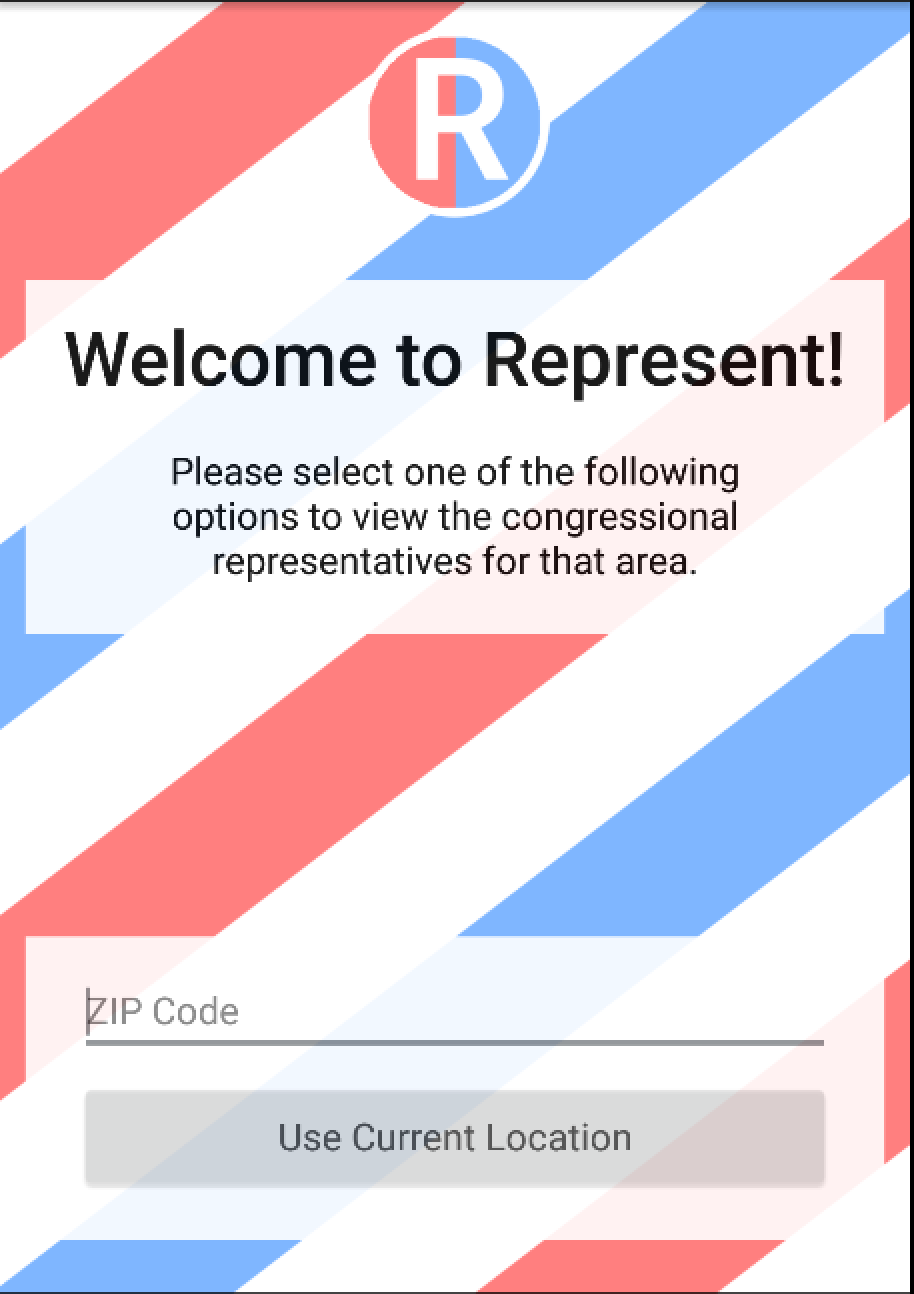 R
Welcome to Represent!
Please select one of the following
options to view the congressional
representatives for that area.
ZIP Code
Use Current Location